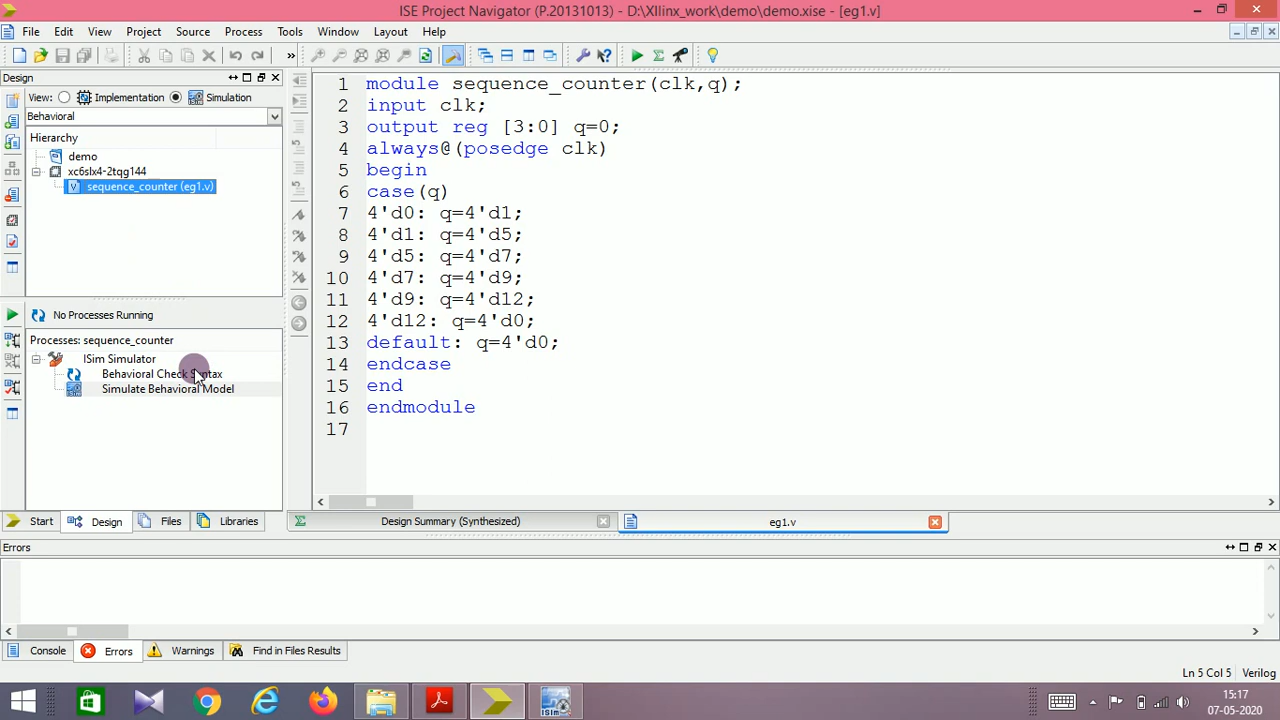 ISE Project Navigator (P.20131013) - D:\XIlinx_work\demo\demo.xise - [eg1.v]
File Edit View Project Source Process Tools Window Layout Help
Design
View: Implementation Simulation
Behavioral
Hierarchy
demo
xc6slx4-2tqg144
sequence_counter (eg1.v)
No Processes Running
Processes: sequence_counter
ISim Simulator
Behavioral Check Syntax
Simulate Behavioral Model
Start Design Files Libraries
1 module sequence_counter(clk,q);
2 input clk;
3 output reg [3:0] q=0;
4 always@(posedge clk)
5 begin
6 case(q)
7 4'd0: q=4'd1;
8 4'd1: q=4'd5;
9 4'd5: q=4'd7;
10 4'd7: q=4'd9;
11 4'd9: q=4'd12;
12 4'd12: q=4'd0;
13 default: q=4'd0;
14 endcase
15 end
16 endmodule
17
Design Summary (Synthesized) eg1.v
Errors
Console Errors Warnings Find in Files Results
Ln 5 Col 5 Verilog
ISim
15:17
07-05-2020